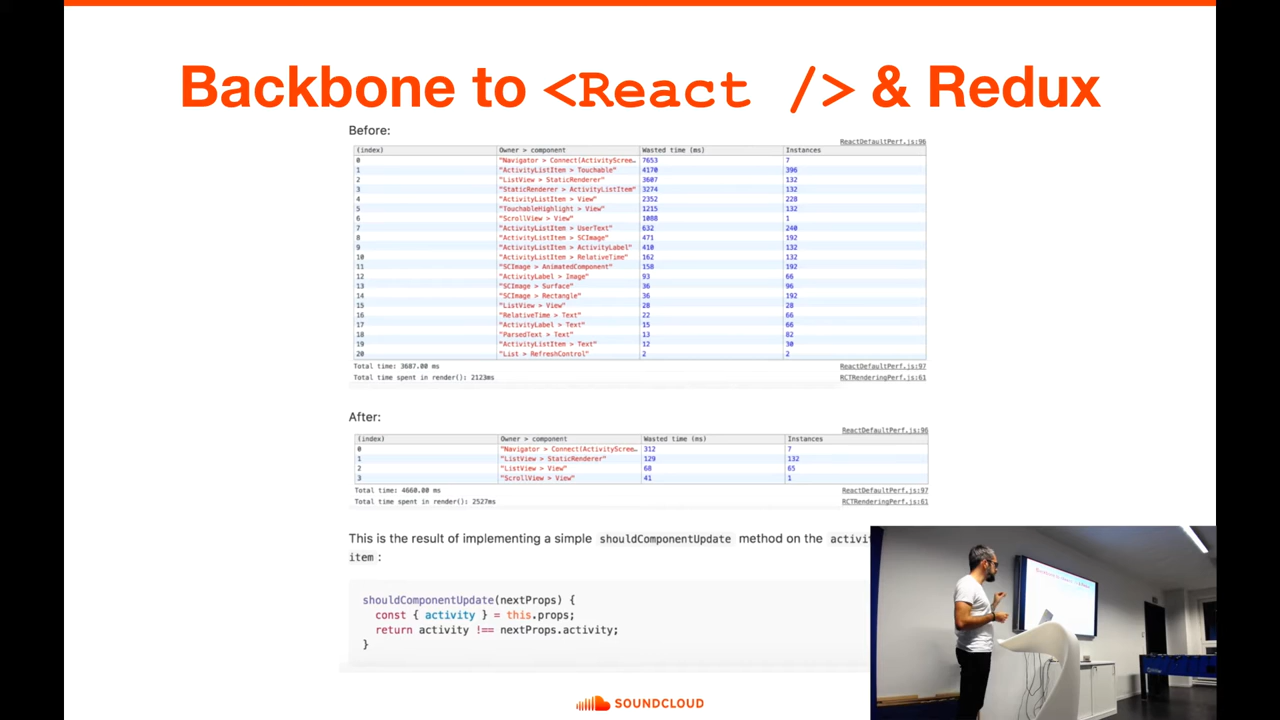 Backbone to <React /> & Redux
Before:
ReactDefaultPerf.js:96
(index) Owner > component Wasted time (ms) Instances
0 "Navigator > Connect(ActivityScree… 7653 7
1 "ActivityListItem > Touchable" 4170 396
2 "ListView > StaticRenderer" 3607 132
3 "StaticRenderer > ActivityListItem" 3274 132
4 "ActivityListItem > View" 2352 228
5 "TouchableHighlight > View" 1215 132
6 "ScrollView > View" 1088 1
7 "ActivityListItem > UserText" 632 240
8 "ActivityListItem > SCImage" 471 192
9 "ActivityListItem > ActivityLabel" 410 132
10 "ActivityListItem > RelativeTime" 162 132
11 "SCImage > AnimatedComponent" 158 192
12 "ActivityLabel > Image" 93 66
13 "SCImage > Surface" 36 96
14 "SCImage > Rectangle" 36 192
15 "ListView > View" 28 28
16 "RelativeTime > Text" 22 66
17 "ActivityLabel > Text" 15 66
18 "ParsedText > Text" 13 82
19 "ActivityListItem > Text" 12 30
20 "List > RefreshControl" 2 2
Total time: 3687.00 ms ReactDefaultPerf.js:97
Total time spent in render(): 2123ms RCTRenderingPerf.js:61
After:
ReactDefaultPerf.js:96
(index) Owner > component Wasted time (ms) Instances
0 "Navigator > Connect(ActivityScree… 312 7
1 "ListView > StaticRenderer" 129 132
2 "ListView > View" 68 65
3 "ScrollView > View" 41 1
Total time: 4660.00 ms ReactDefaultPerf.js:97
Total time spent in render(): 2527ms RCTRenderingPerf.js:61
This is the result of implementing a simple shouldComponentUpdate method on the
item :
shouldComponentUpdate(nextProps) {
const { activity } = this.props;
return activity !== nextProps.activity;
}
SOUNDCLOUD